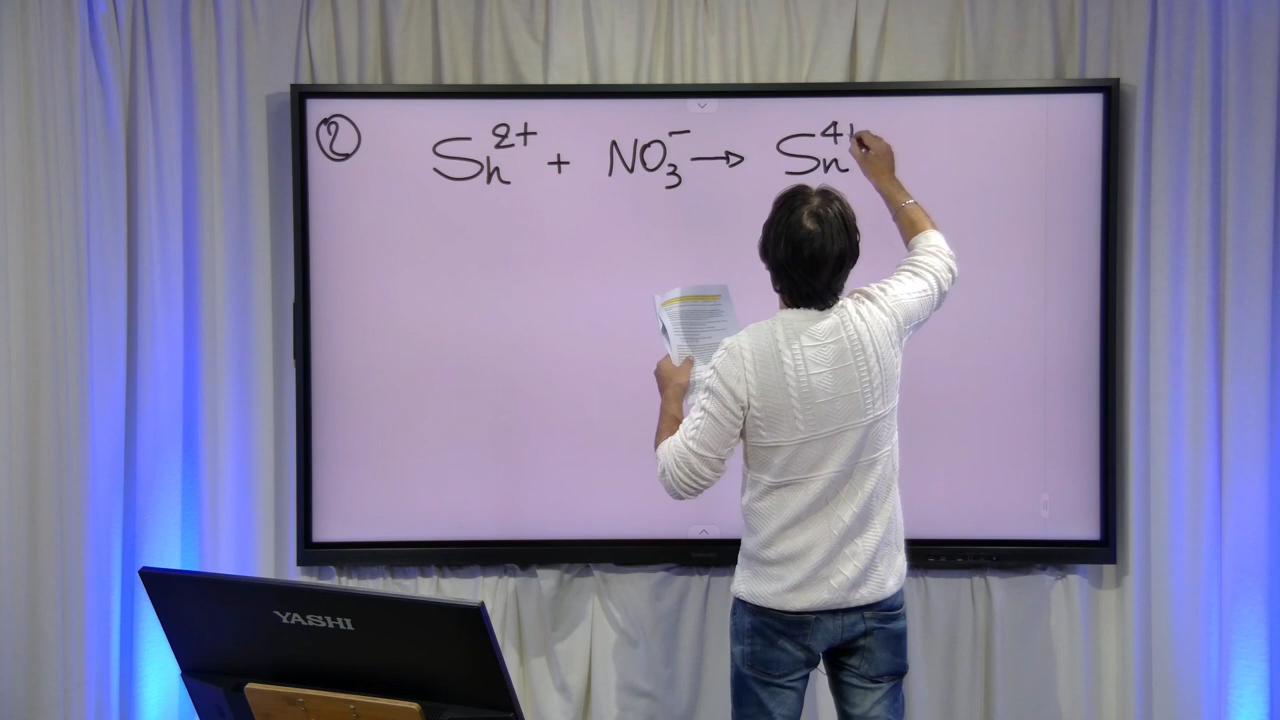 ② Sn²⁺ + NO₃⁻ → Sn⁴
YASHI